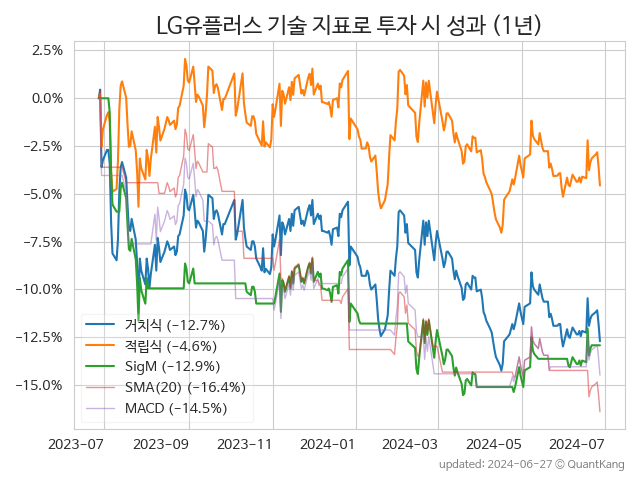 LG유플러스 기술 지표로 투자 시 성과 (1년)
2.5%
0.0%
−2.5%
−5.0%
−7.5%
−10.0%
−12.5%
−15.0%
거치식 (−12.7%)
적립식 (−4.6%)
SigM (−12.9%)
SMA(20) (−16.4%)
MACD (−14.5%)
2023-07 2023-09 2023-11 2024-01 2024-03 2024-05 2024-07
updated: 2024-06-27 ⓒ QuantKang